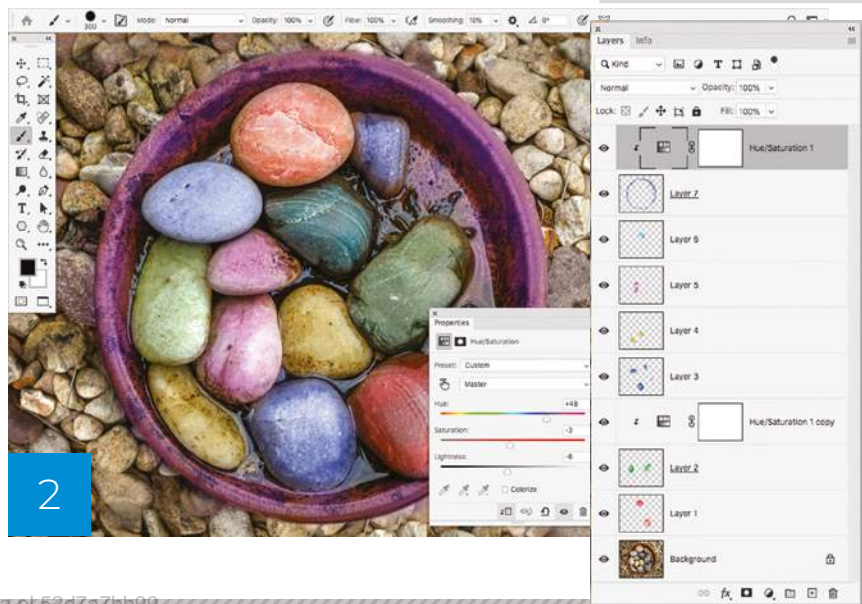 300 Mode: Normal Opacity: 100% Flow: 100% Smoothing: 10% 0°
Layers Info
Kind
Normal Opacity: 100%
Lock: Fill: 100%
Hue/Saturation 1
Layer 7
Layer 6
Layer 5
Layer 4
Layer 3
Hue/Saturation 1 copy
Layer 2
Layer 1
Background
Properties
Hue/Saturation
Preset: Custom
Master
Hue: +48
Saturation: -3
Lightness: -6
Colorize
2